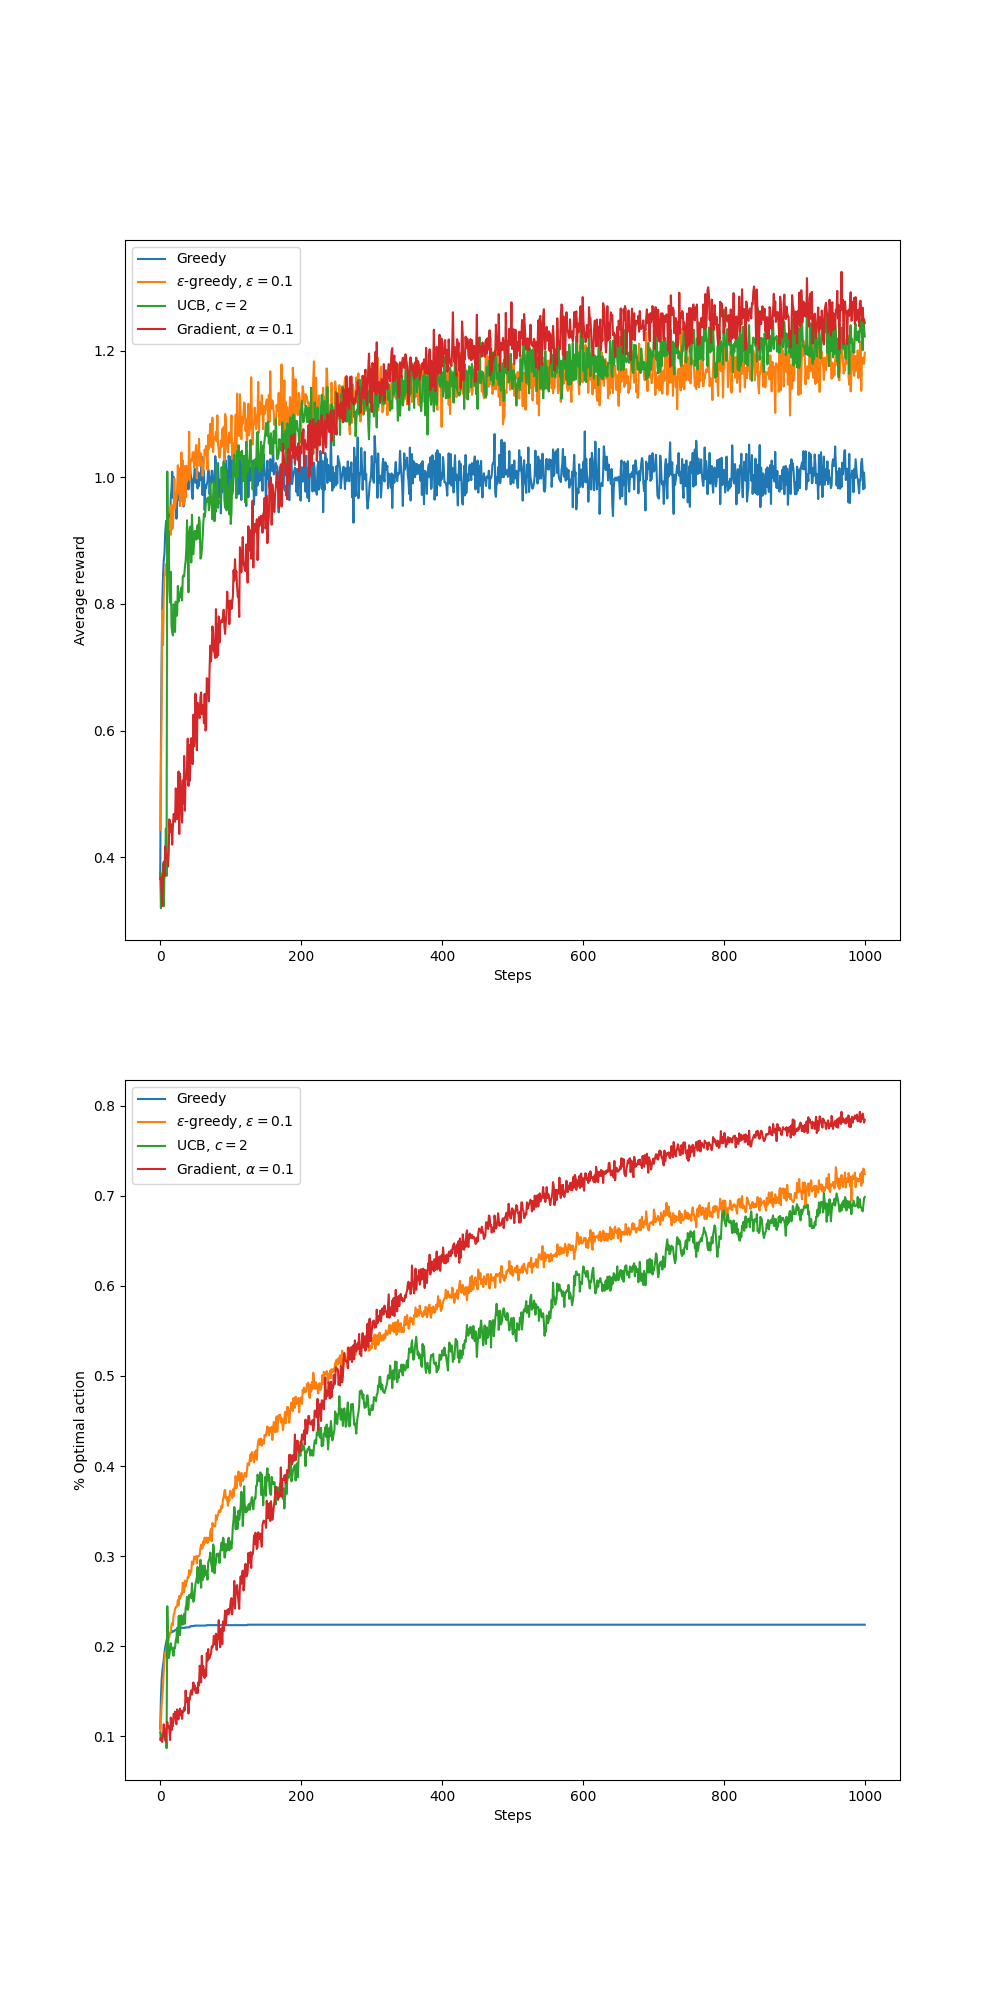 Greedy
ε-greedy, ε = 0.1
UCB, c = 2
Gradient, α = 0.1
1.2
1.0
0.8
0.6
0.4
Average reward
0 200 400 600 800 1000
Steps
Greedy
ε-greedy, ε = 0.1
UCB, c = 2
Gradient, α = 0.1
0.8
0.7
0.6
0.5
0.4
0.3
0.2
0.1
% Optimal action
0 200 400 600 800 1000
Steps